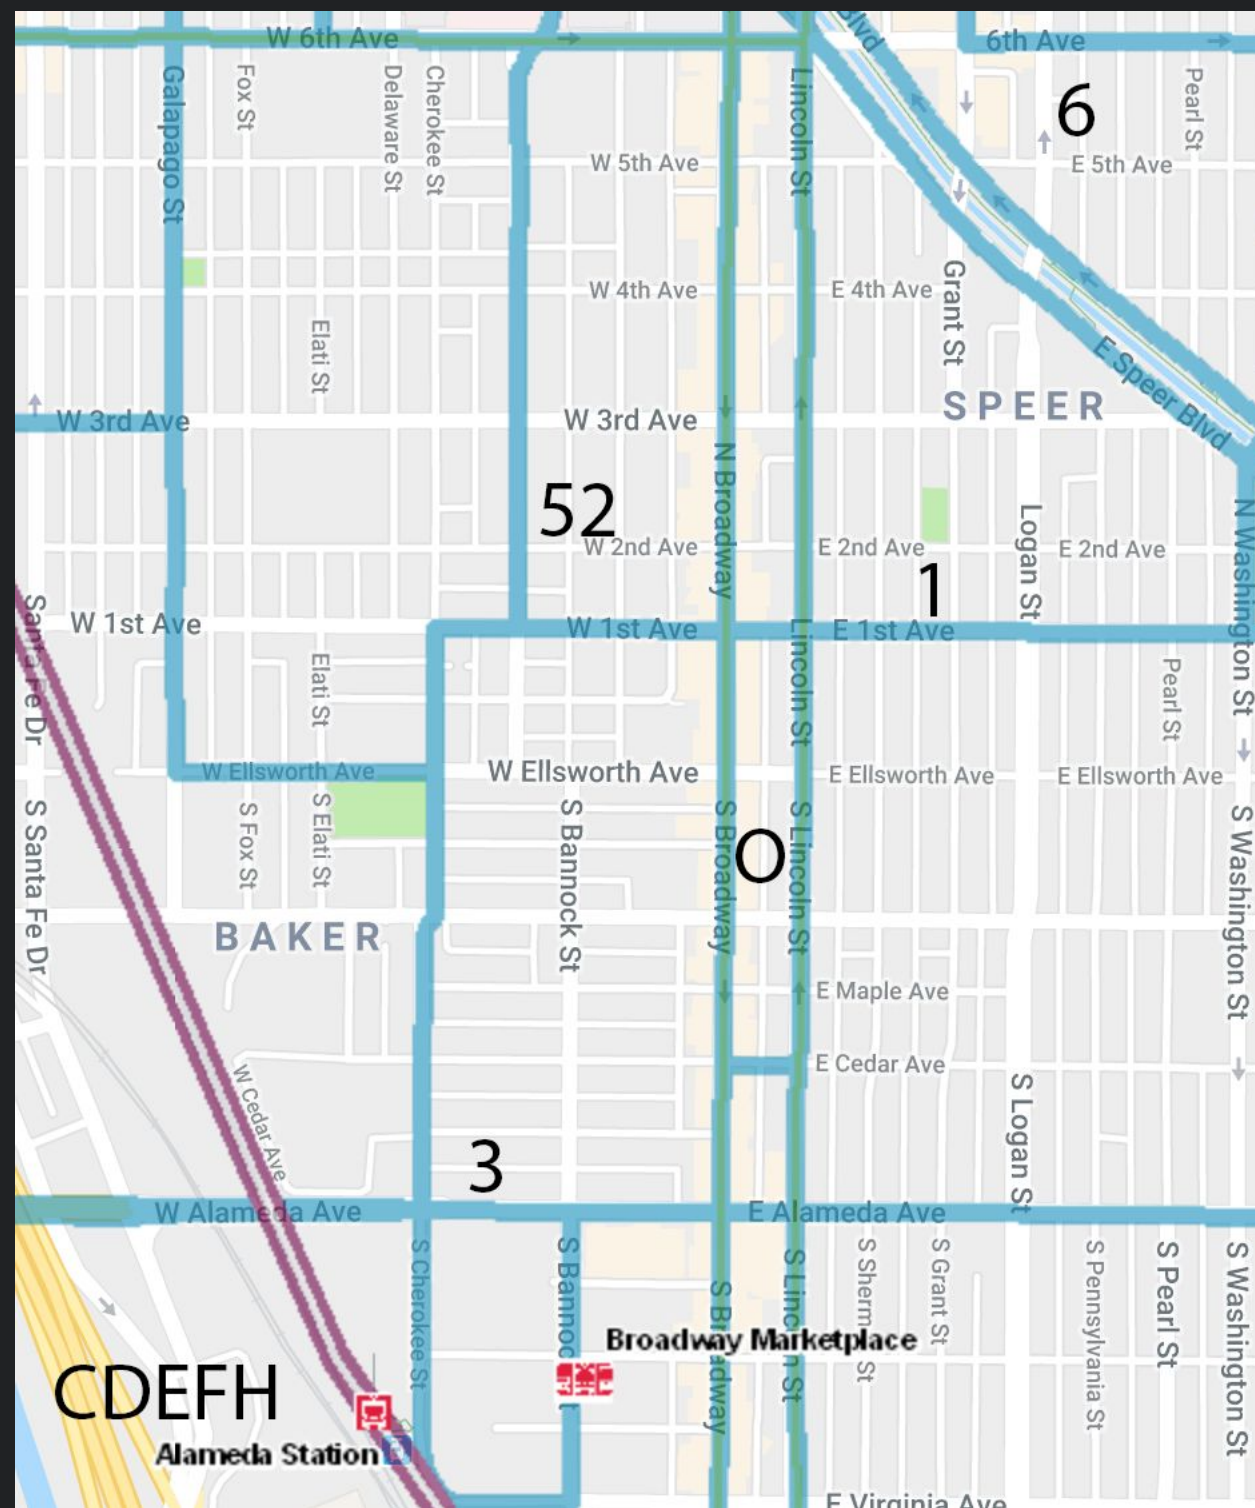 Blvd
W 6th Ave
6th Ave
Galapago St
Fox St
Delaware St
Cherokee St
Lincoln St
Pearl St
6
W 5th Ave
E 5th Ave
W 4th Ave
E 4th Ave
Grant St
Elati St
E Speer Blvd
W 3rd Ave
W 3rd Ave
SPEER
N Broadway
52
Logan St
N Washington St
W 2nd Ave
E 2nd Ave
E 2nd Ave
1
Santa Fe Dr
W 1st Ave
W 1st Ave
E 1st Ave
Lincoln St
Elati St
Pearl St
W Ellsworth Ave
W Ellsworth Ave
E Ellsworth Ave
E Ellsworth Ave
S Santa Fe Dr
S Fox St
S Elati St
S Bannock St
S Broadway
O
S Lincoln St
S Washington St
BAKER
E Maple Ave
W Cedar Ave
E Cedar Ave
S Logan St
3
W Alameda Ave
E Alameda Ave
S Cherokee St
S Bannock St
S Broadway
S Lincoln St
S Sherm St
S Grant St
S Pennsylvania St
S Pearl St
S Washington St
Broadway Marketplace
CDEFH
Alameda Station
E Virginia Ave